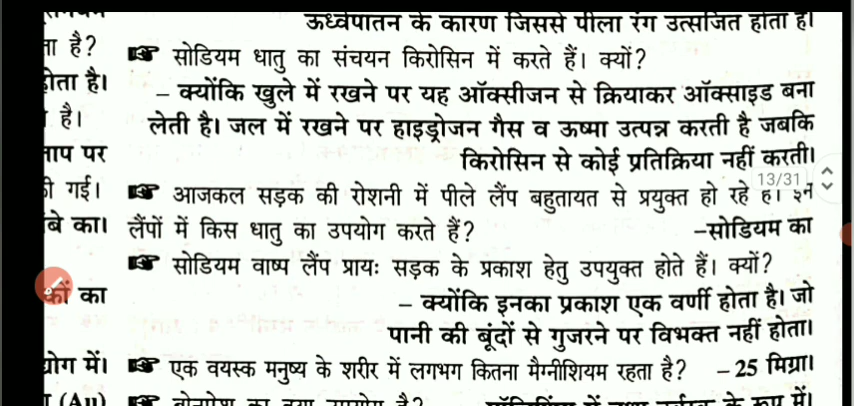 ा है?
होता है।
है।
ताप पर
की गई।
बे का।
कों का
योग में।
(Au)
ऊर्ध्वपातन के कारण जिससे पीला रंग उत्सर्जित होता है।
सोडियम धातु का संचयन किरोसिन में करते हैं। क्यों?
– क्योंकि खुले में रखने पर यह ऑक्सीजन से क्रियाकर ऑक्साइड बना
लेती है। जल में रखने पर हाइड्रोजन गैस व ऊष्मा उत्पन्न करती है जबकि
किरोसिन से कोई प्रतिक्रिया नहीं करती।
13/31
आजकल सड़क की रोशनी में पीले लैंप बहुतायत से प्रयुक्त हो रहे हैं। इन
लैंपों में किस धातु का उपयोग करते हैं? –सोडियम का
सोडियम वाष्प लैंप प्रायः सड़क के प्रकाश हेतु उपयुक्त होते हैं। क्यों?
– क्योंकि इनका प्रकाश एक वर्णी होता है। जो
पानी की बूंदों से गुजरने पर विभक्त नहीं होता।
एक वयस्क मनुष्य के शरीर में लगभग कितना मैग्नीशियम रहता है? – 25 मिग्रा।